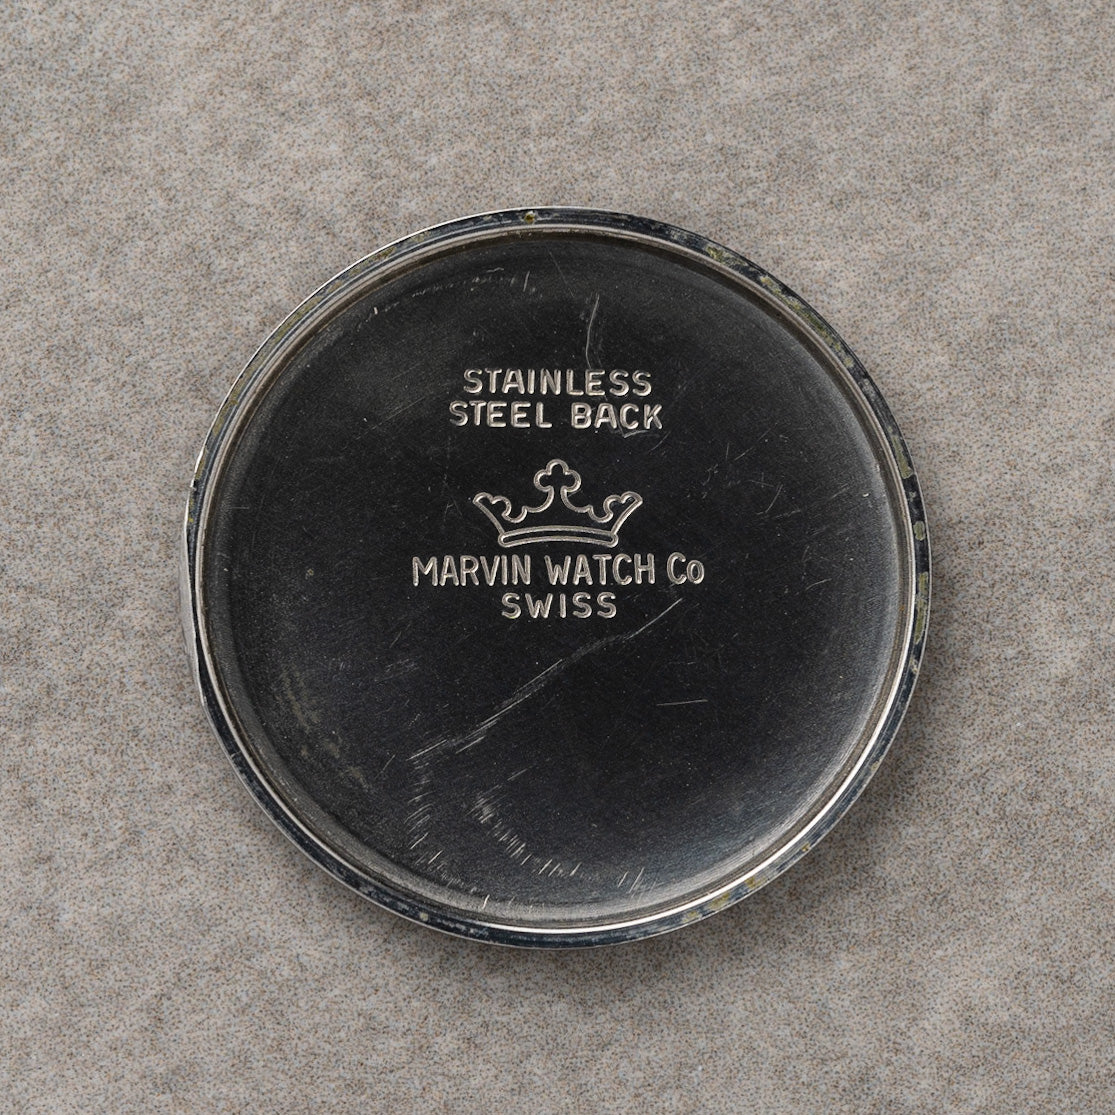 STAINLESS
STEEL BACK
MARVIN WATCH Co
SWISS